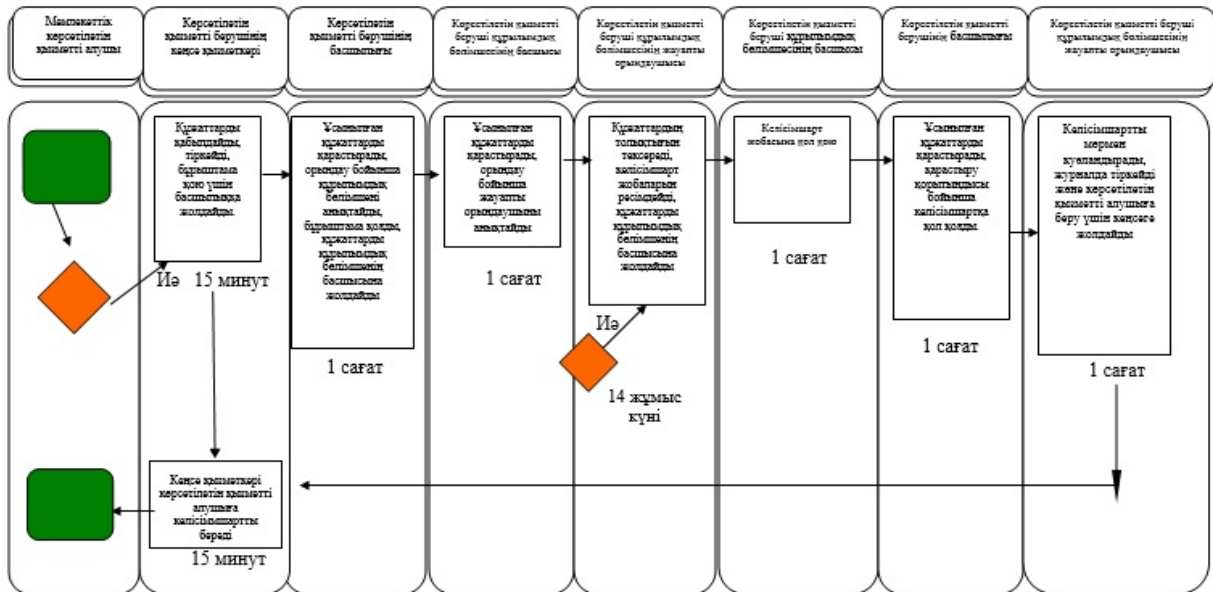 Мемлекеттік
көрсетілетін
қызметті алушы
Көрсетілетін
қызметті берушінің
кеңсе қызметкері
Көрсетілетін
қызметті берушінің
басшылығы
Көрсетілетін қызметті
беруші құрылымдық
бөлімшесінің басшысы
Көрсетілетін қызметті
беруші құрылымдық
бөлімшесінің жауапты
орындаушысы
Көрсетілетін қызметті
беруші құрылымдық
бөлімшесінің басшысы
Көрсетілетін қызметті
берушінің басшылығы
Көрсетілетін қызметті беруші
құрылымдық бөлімшесінің
жауапты орындаушысы
Құжаттарды
қабылдайды,
тіркейді,
бұрыштама
қою үшін
басшылыққа
жолдайды.
Иә
15 минут
Ұсынылған
құжаттарды
қарастырады,
орындау бойынша
құрылымдық
бөлімшені
анықтайды,
бұрыштама қояды,
құжаттарды
құрылымдық
бөлімшенің
басшысына
жолдайды
1 сағат
Ұсынылған
құжаттарды
қарастырады,
орындау
бойынша
жауапты
орындаушыны
анықтайды
1 сағат
Құжаттардың
толықтығын
тексереді,
келісімшарт
жобаларын
ресімдейді,
құжаттарды
құрылымдық
бөлімшенің
басшысына
жолдайды
Иә
14 жұмыс
күні
Келісімшарт
жобасына қол қою
1 сағат
Ұсынылған
құжаттарды
қарастырады,
қарастыру
қорытындысы
бойынша
келісімшартқа
қол қояды.
1 сағат
Келісімшартты
мөрмен
куәландырады,
журналда тіркейді
және көрсетілетін
қызметті алушыға
беру үшін кеңсеге
жолдайды
1 сағат
Кеңсе қызметкері
көрсетілетін қызметті
алушыға
келісіммшартты
береді
15 минут